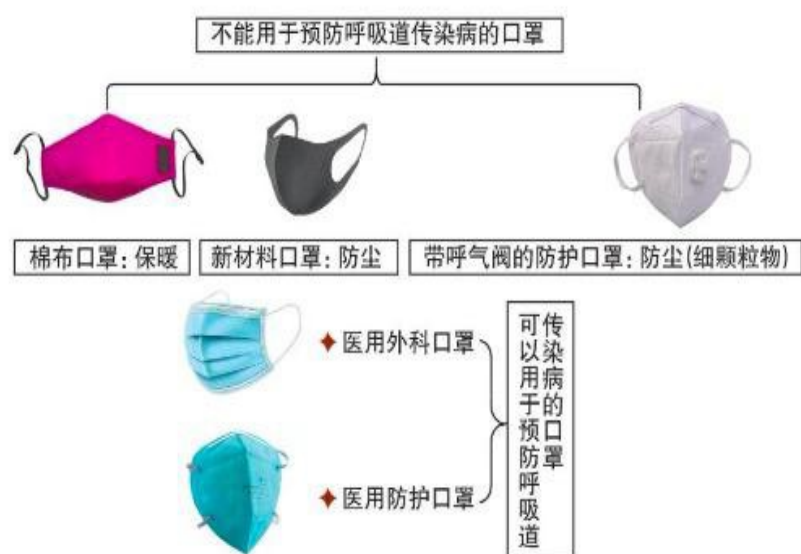 不能用于预防呼吸道传染病的口罩
棉布口罩：保暖
新材料口罩：防尘
带呼气阀的防护口罩：防尘(细颗粒物)
医用外科口罩
医用防护口罩
可以用于预防呼吸道
传染病的口罩